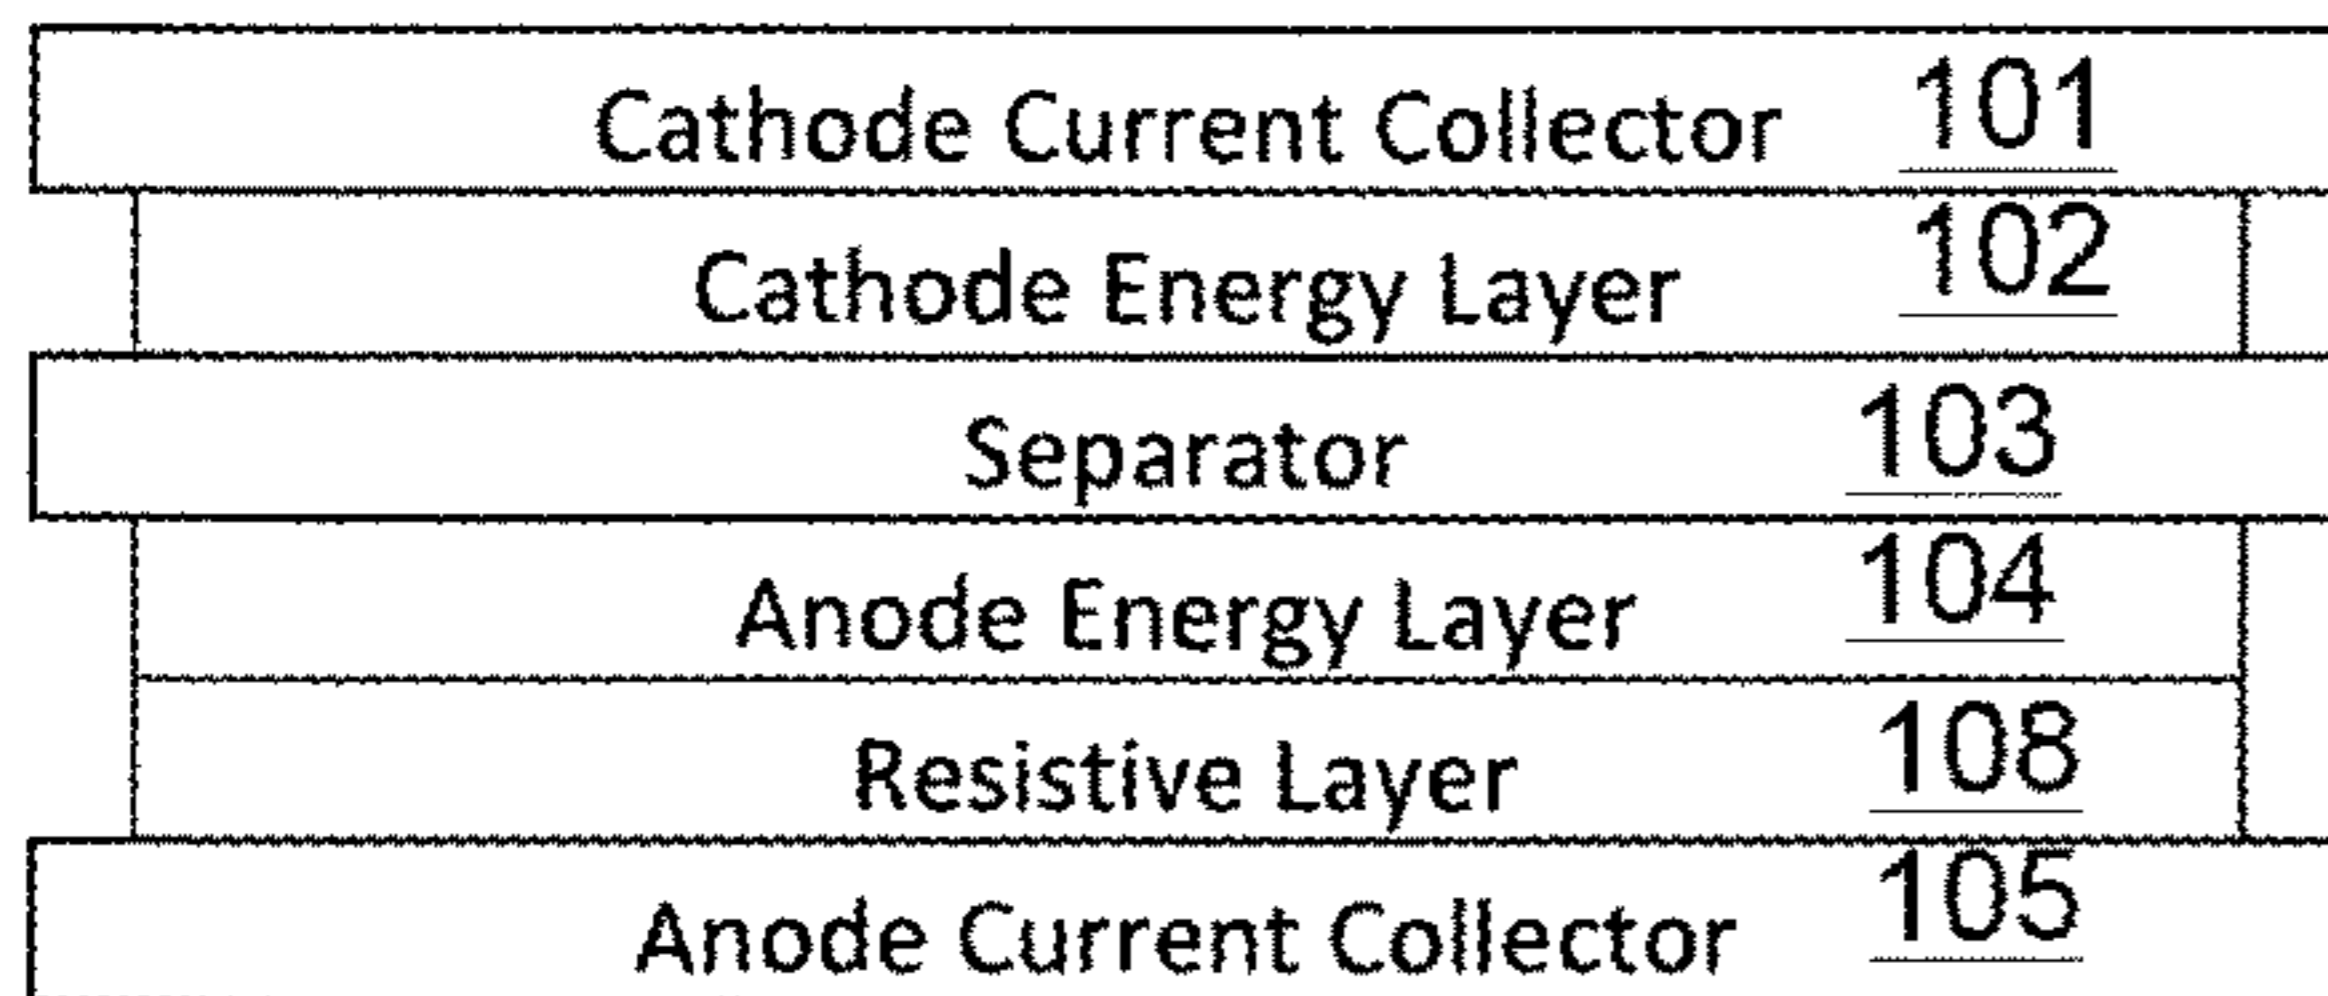 Cathode Current Collector 101
Cathode Energy Layer 102
Separator 103
Anode Energy Layer 104
Resistive Layer 108
Anode Current Collector 105